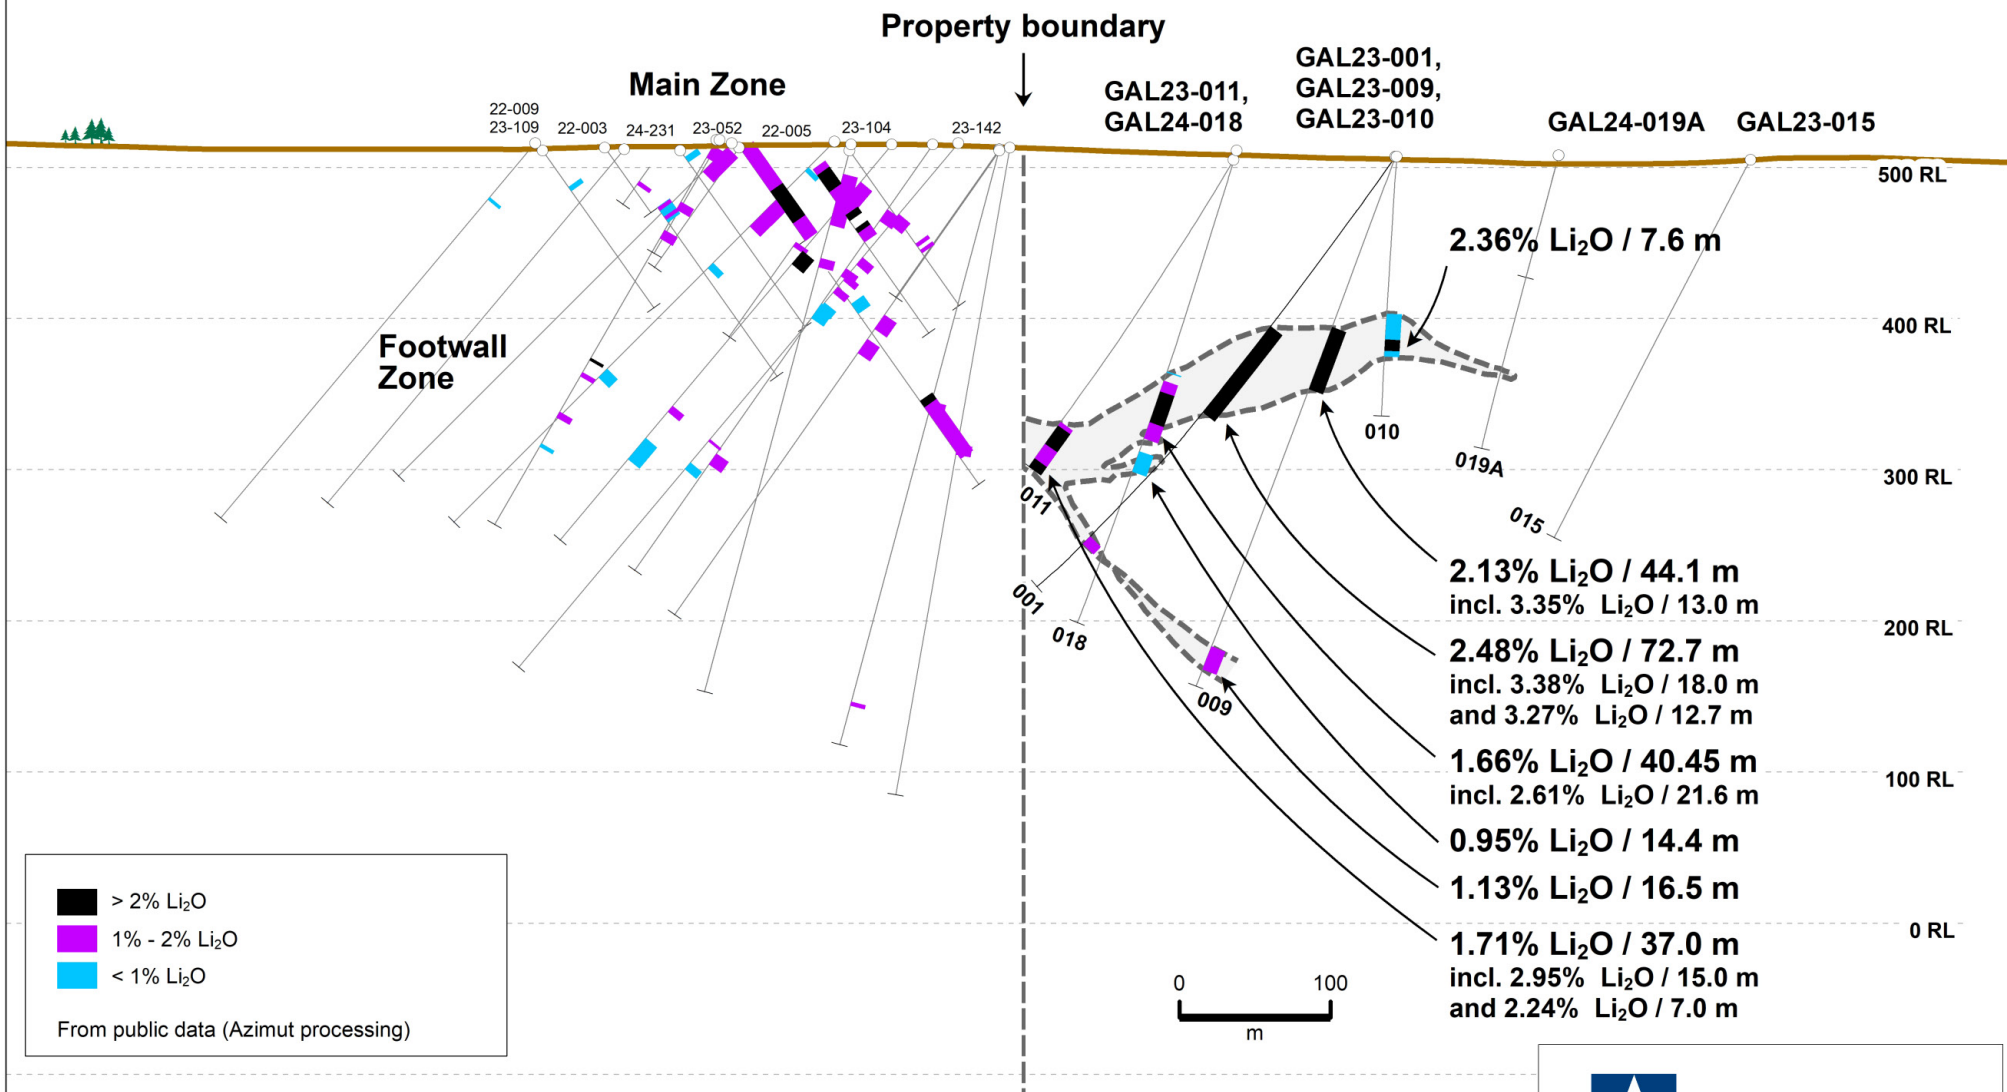 Property boundary
Main Zone
GAL23-011,
GAL24-018
GAL23-001,
GAL23-009,
GAL23-010
GAL24-019A
GAL23-015
22-009
23-109
22-003
24-231
23-052
22-005
23-104
23-142
500 RL
2.36% Li₂O / 7.6 m
400 RL
Footwall
Zone
010
019A
300 RL
011
015
001
018
009
2.13% Li₂O / 44.1 m
incl. 3.35% Li₂O / 13.0 m
200 RL
2.48% Li₂O / 72.7 m
incl. 3.38% Li₂O / 18.0 m
and 3.27% Li₂O / 12.7 m
1.66% Li₂O / 40.45 m
100 RL
incl. 2.61% Li₂O / 21.6 m
0.95% Li₂O / 14.4 m
1.13% Li₂O / 16.5 m
0 RL
1.71% Li₂O / 37.0 m
incl. 2.95% Li₂O / 15.0 m
and 2.24% Li₂O / 7.0 m
> 2% Li₂O
1% - 2% Li₂O
< 1% Li₂O
From public data (Azimut processing)
0 100
m